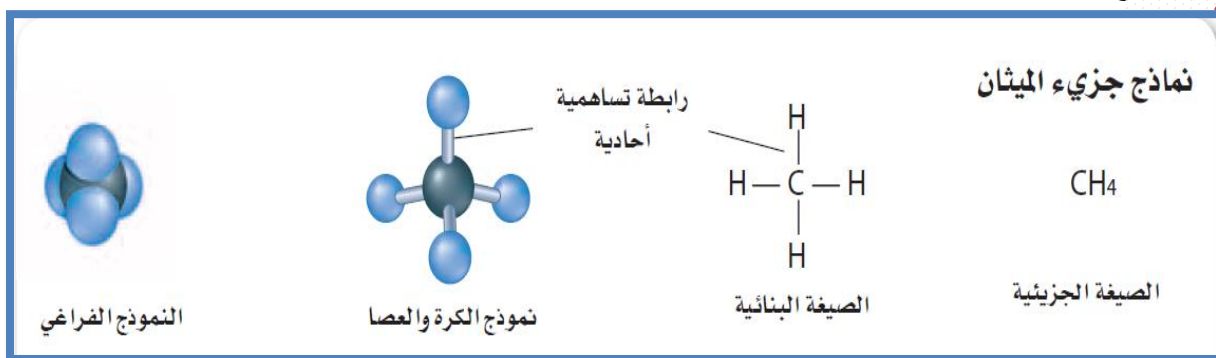 نماذج جزيء الميثان
رابطة تساهمية
أحادية
CH4
H
H — C — H
H
الصيغة الجزيئية
الصيغة البنائية
نموذج الكرة والعصا
النموذج الفراغي